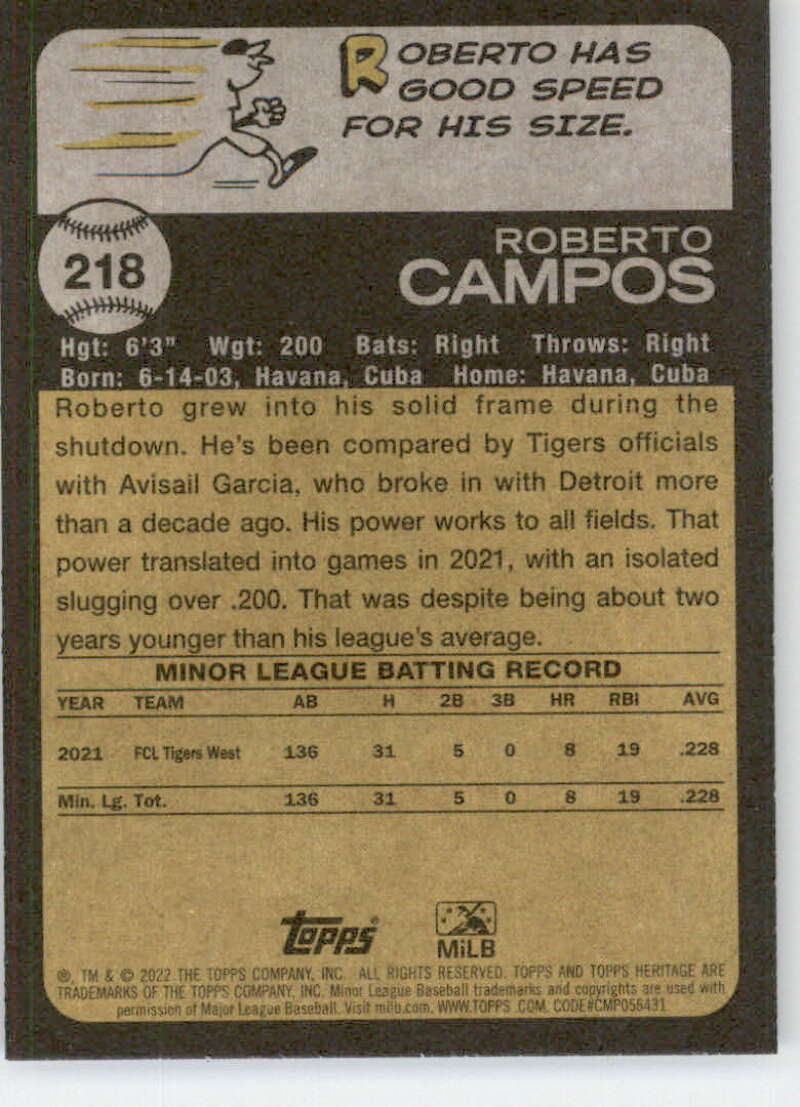 ROBERTO HAS
GOOD SPEED
FOR HIS SIZE.
218
ROBERTO
CAMPOS
Hgt: 6'3" Wgt: 200 Bats: Right Throws: Right
Born: 6-14-03, Havana, Cuba Home: Havana, Cuba
Roberto grew into his solid frame during the
shutdown. He's been compared by Tigers officials
with Avisail Garcia, who broke in with Detroit more
than a decade ago. His power works to all fields. That
power translated into games in 2021, with an isolated
slugging over .200. That was despite being about two
years younger than his league's average.
MINOR LEAGUE BATTING RECORD
YEAR TEAM AB H 2B 3B HR RBI AVG
2021 FCL Tigers West 136 31 5 0 8 19 .228
Min. Lg. Tot. 136 31 5 0 8 19 .228
Topps MiLB
®, TM & © 2022 THE TOPPS COMPANY, INC. ALL RIGHTS RESERVED. TOPPS AND TOPPS HERITAGE ARE
TRADEMARKS OF THE TOPPS COMPANY, INC. Minor League Baseball trademarks and copyrights are used with
permission of Major League Baseball. Visit milb.com. WWW.TOPPS.COM. CODE#CMP056431